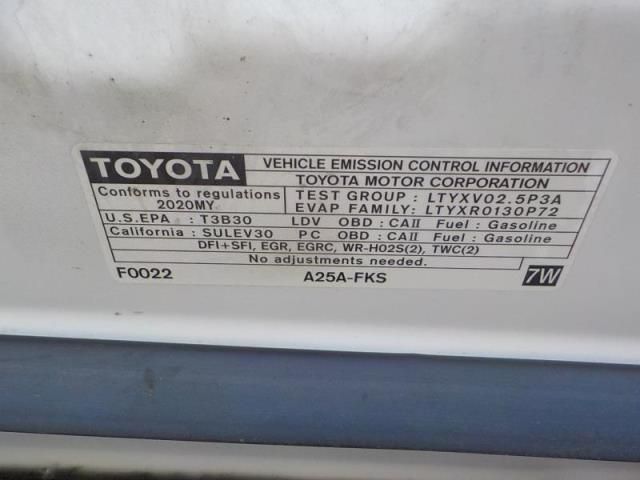 TOYOTA
VEHICLE EMISSION CONTROL INFORMATION
TOYOTA MOTOR CORPORATION
Conforms to regulations
2020MY
TEST GROUP : LTYXV02.5P3A
EVAP FAMILY: LTYXR0130P72
U.S.EPA : T3B30 LDV OBD : CAII Fuel : Gasoline
California : SULEV30 PC OBD : CAII Fuel : Gasoline
DFI+SFI, EGR, EGRC, WR-HO2S(2), TWC(2)
No adjustments needed.
F0022 A25A-FKS 7W